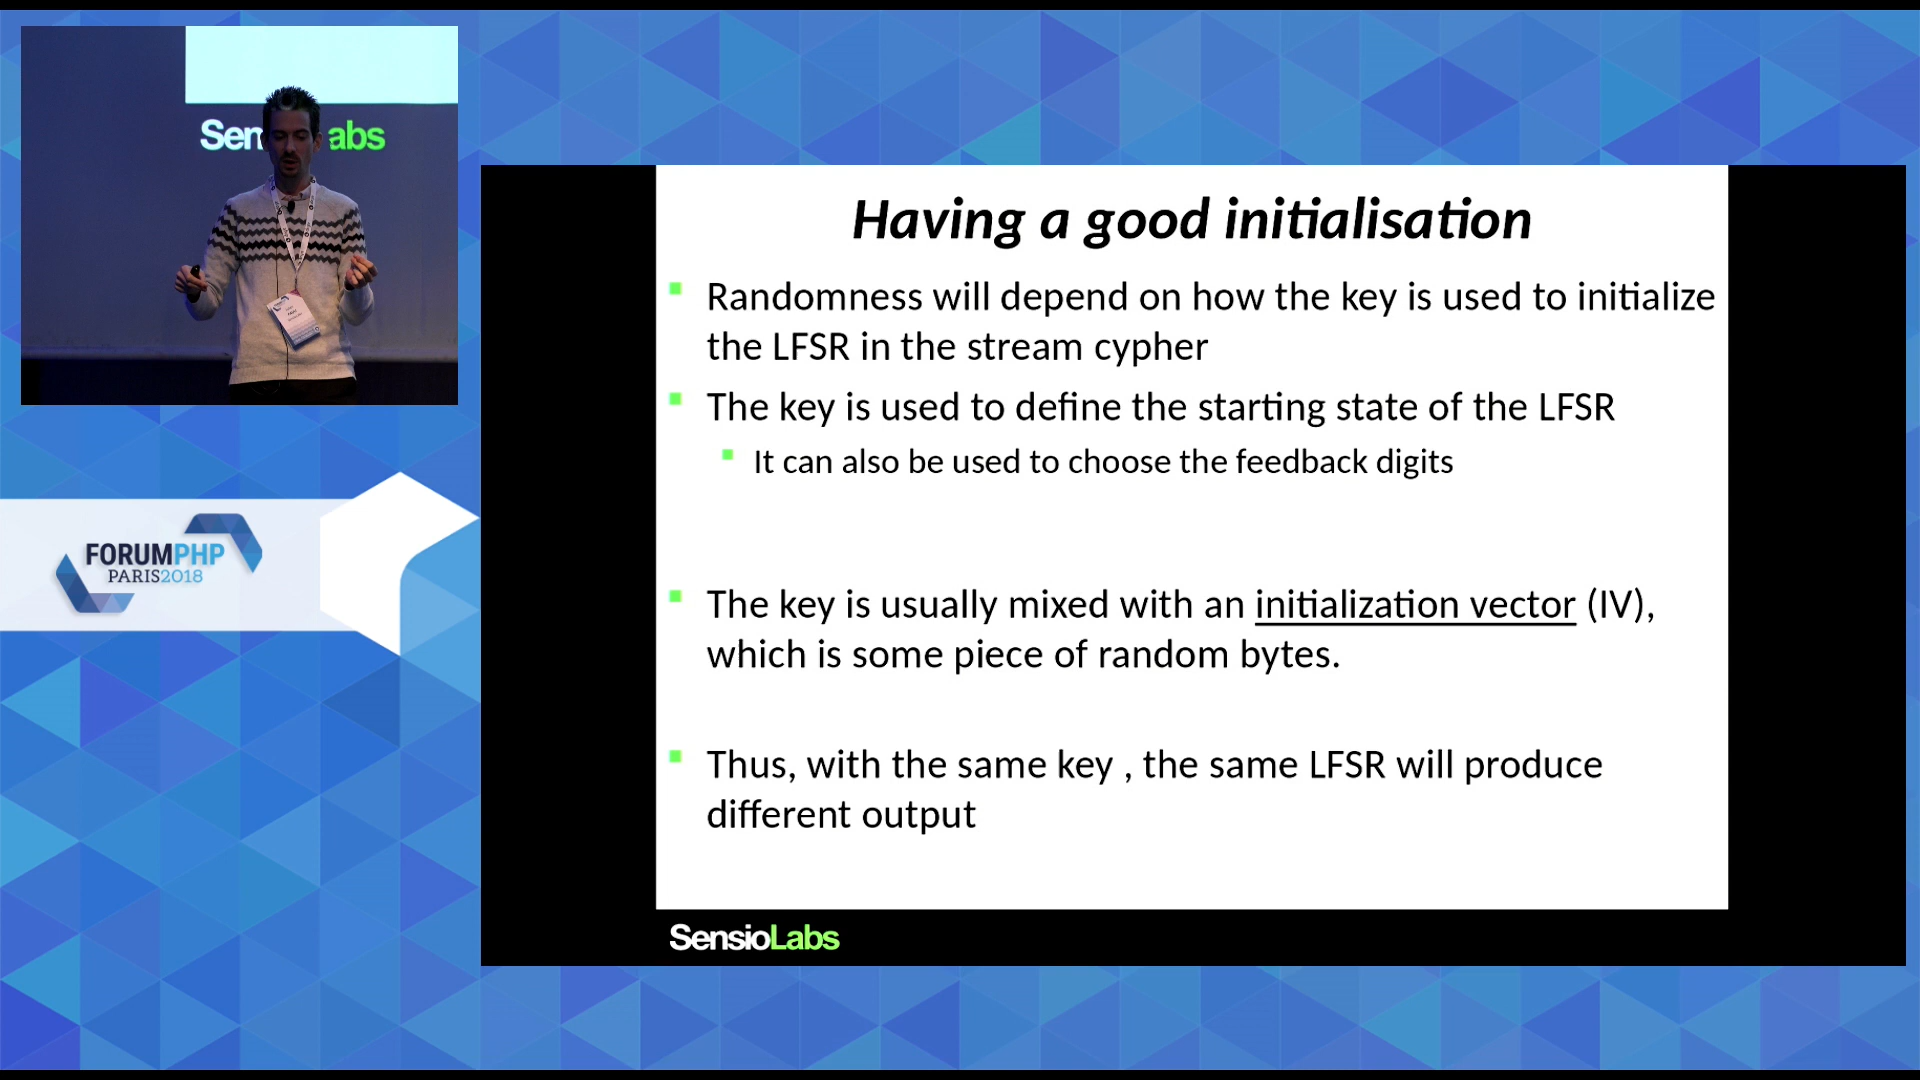 Sen abs
Having a good initialisation
Randomness will depend on how the key is used to initialize
the LFSR in the stream cypher
The key is used to define the starting state of the LFSR
It can also be used to choose the feedback digits
The key is usually mixed with an initialization vector (IV),
which is some piece of random bytes.
Thus, with the same key , the same LFSR will produce
different output
SensioLabs
FORUMPHP
PARIS2018